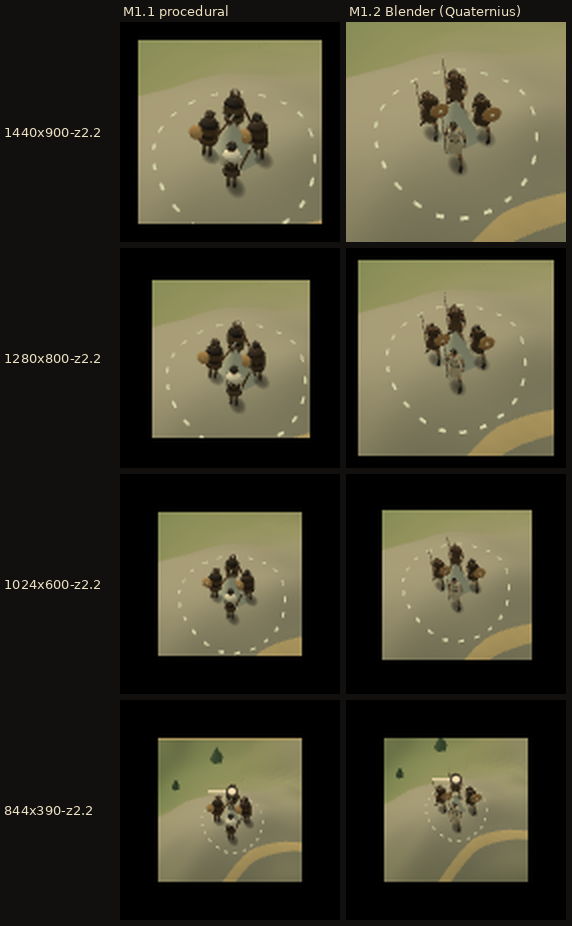 M1.1 procedural
M1.2 Blender (Quaternius)
1440x900-z2.2
1280x800-z2.2
1024x600-z2.2
844x390-z2.2